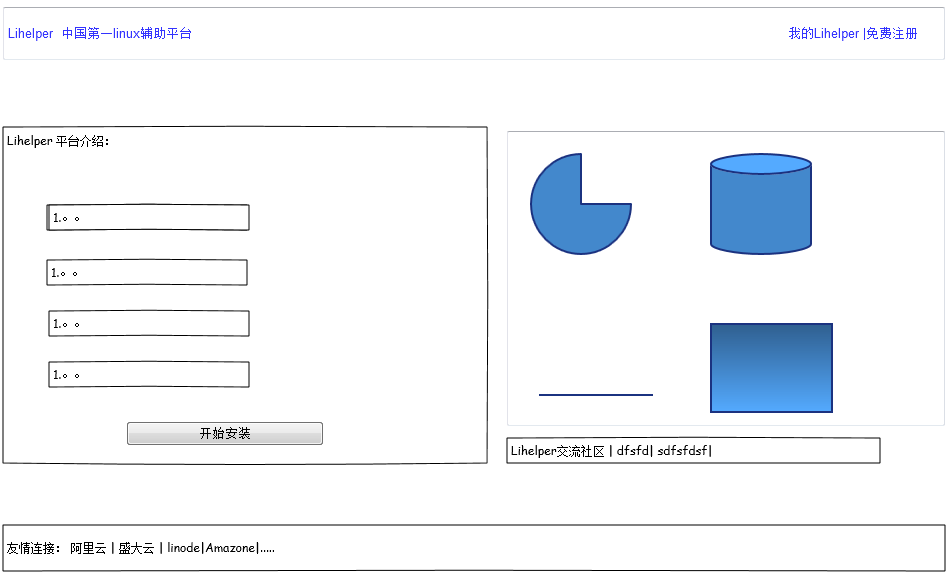 Lihelper 中国第一linux辅助平台
我的Lihelper |免费注册
Lihelper 平台介绍：
1.。。
1.。。
1.。。
1.。。
开始安装
Lihelper交流社区 | dfsfd| sdfsfdsf|
友情连接： 阿里云 | 盛大云 | linode|Amazone|.....